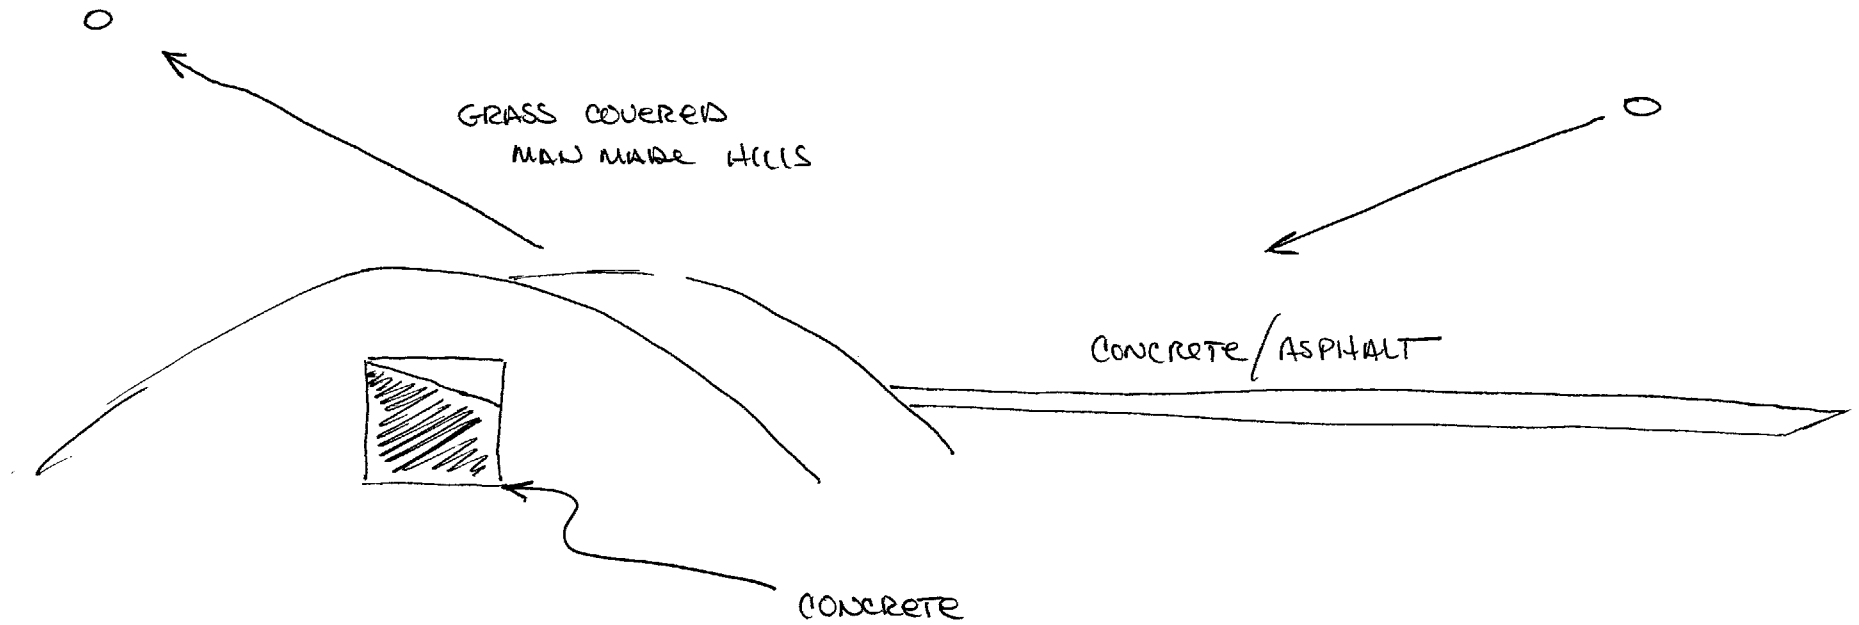 GRASS COVERED
MAN MADE HILLS
CONCRETE/ASPHALT
CONCRETE